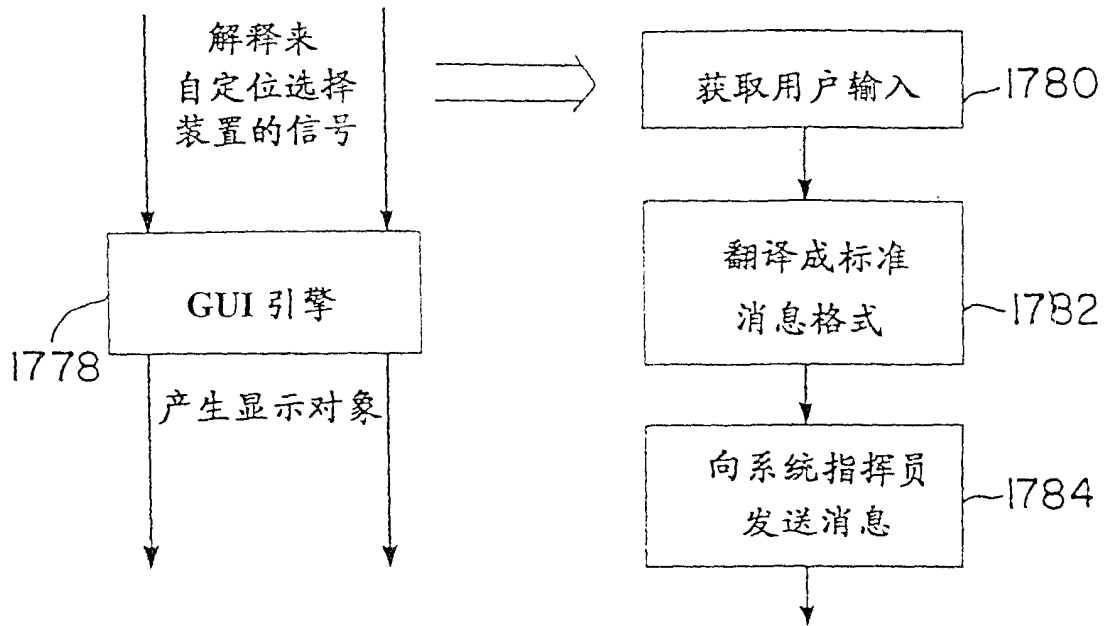 解释来
自定位选择
装置的信号
GUI 引擎
1778
产生显示对象
获取用户输入
1780
翻译成标准
消息格式
1782
向系统指挥员
发送消息
1784